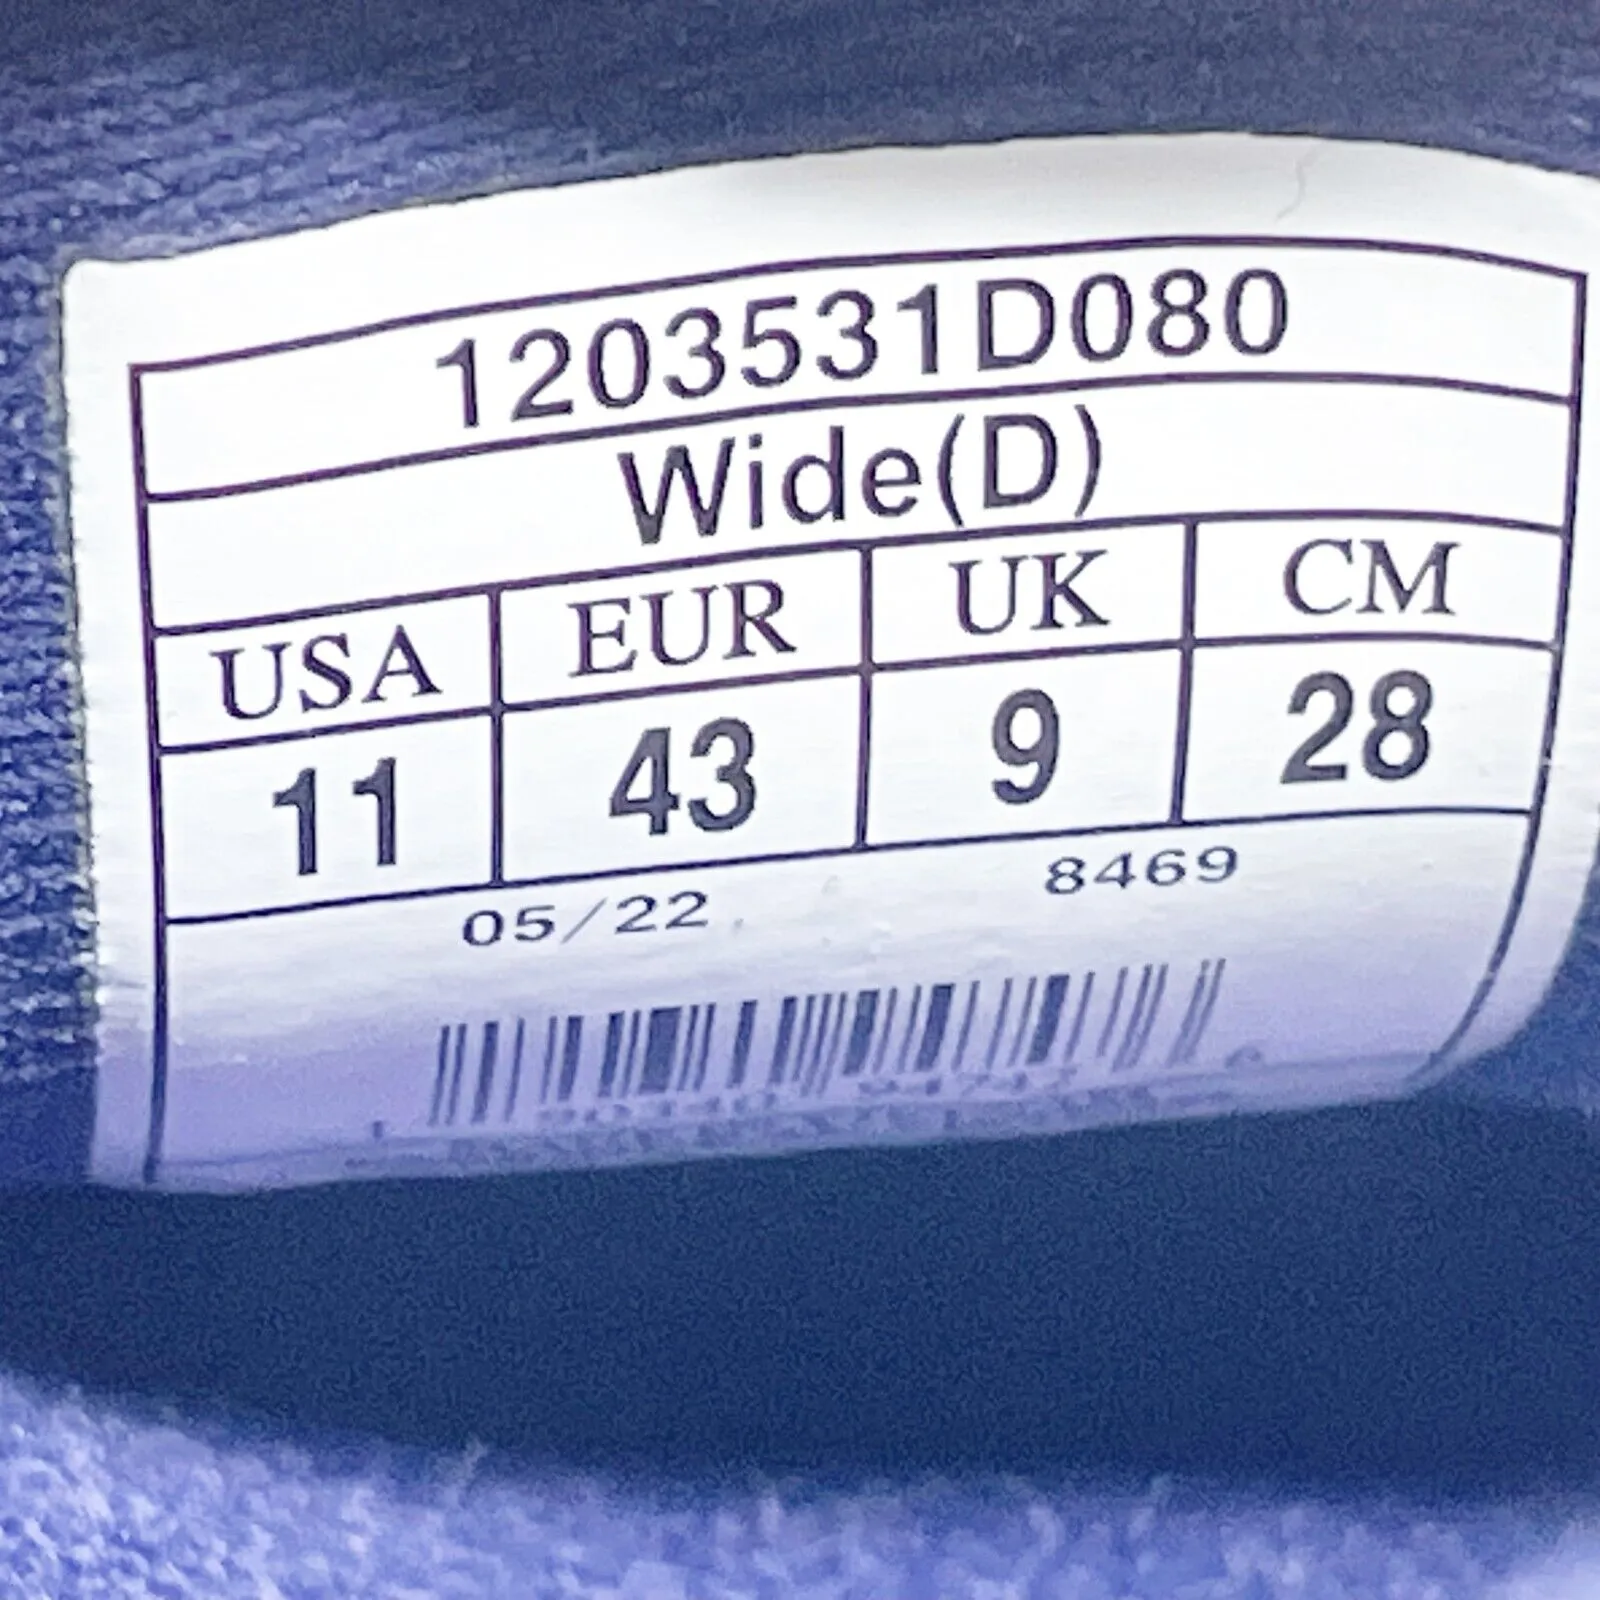 1203531D080
Wide(D)
USA EUR UK CM
11 43 9 28
05/22 8469